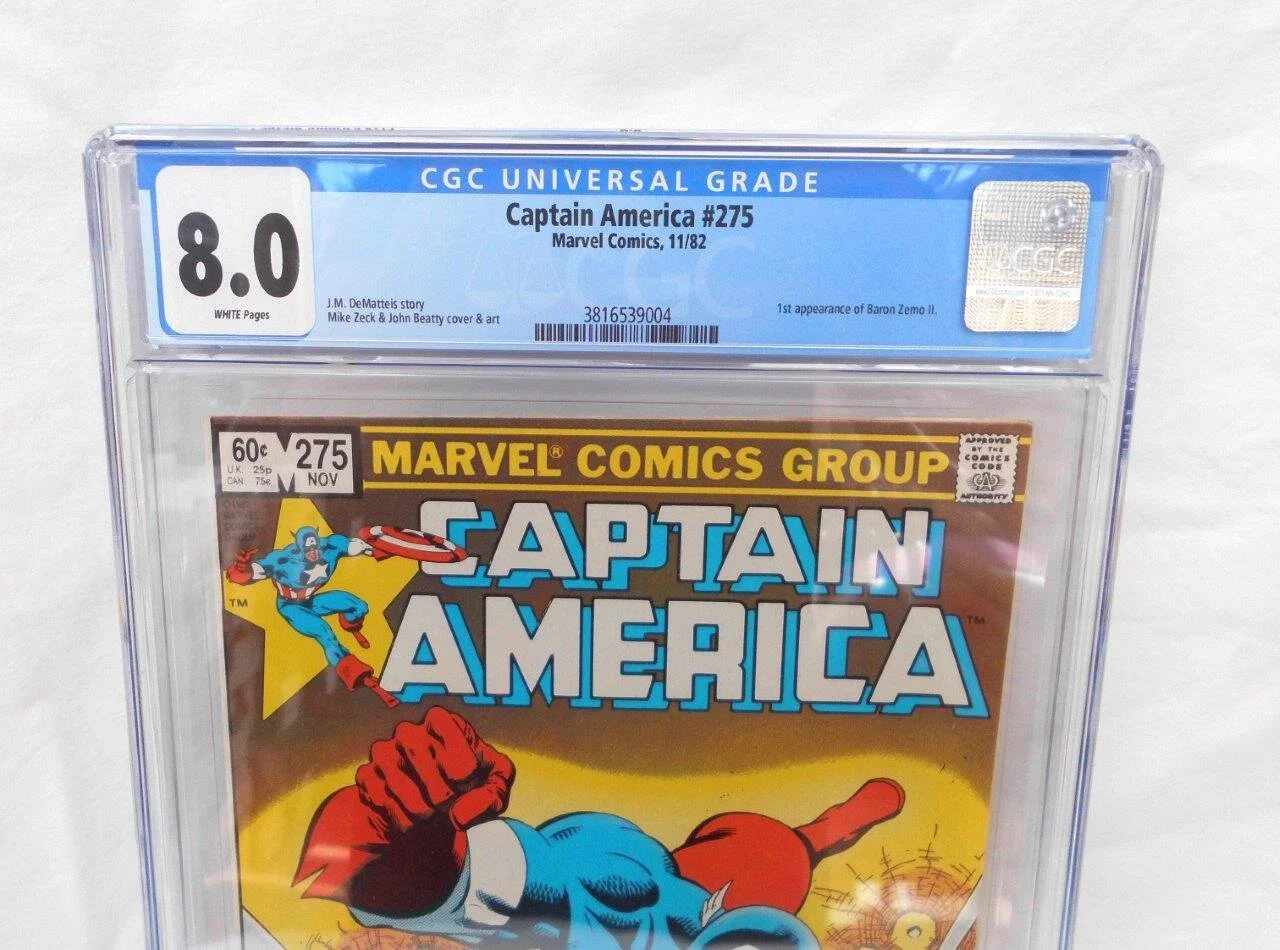 CGC UNIVERSAL GRADE
Captain America #275
Marvel Comics, 11/82
8.0
WHITE Pages
J.M. DeMatteis story
Mike Zeck & John Beatty cover & art
3816539004
1st appearance of Baron Zemo II.
CGC
CGC
60¢
U.K. 25p
CAN 75¢
M
275
NOV
MARVEL® COMICS GROUP
APPROVED
BY THE
COMICS
CODE
CA
AUTHORITY
TM
CAPTAIN
AMERICA
TM